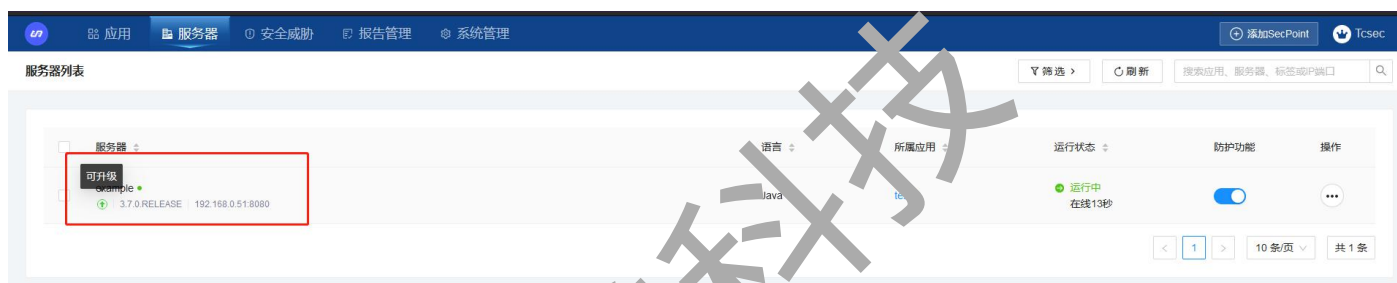 应用 服务器 安全威胁 报告管理 系统管理 添加SecPoint Tcsec
服务器列表 筛选 刷新 搜索应用、服务器、标签或IP端口
服务器 语言 所属应用 运行状态 防护功能 操作
可升级
example Java 运行中
3.7.0.RELEASE 192.168.0.51:8080 在线13秒
1 10 条/页 共 1 条
科技